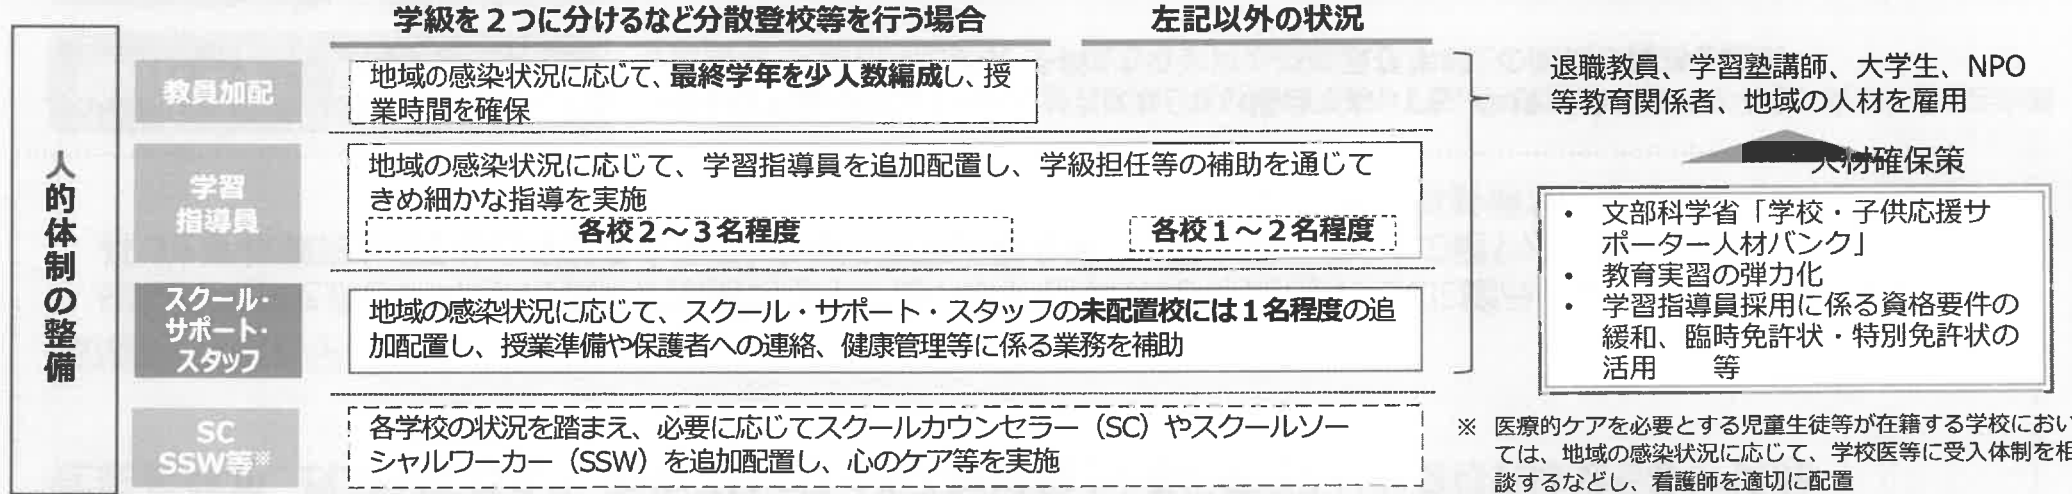 学級を２つに分けるなど分散登校等を行う場合
左記以外の状況
人的体制の整備
教員加配
地域の感染状況に応じて、最終学年を少人数編成し、授
業時間を確保
学習
指導員
地域の感染状況に応じて、学習指導員を追加配置し、学級担任等の補助を通じて
きめ細かな指導を実施
各校２～３名程度
各校１～２名程度
スクール・
サポート・
スタッフ
地域の感染状況に応じて、スクール・サポート・スタッフの未配置校には１名程度の追
加配置し、授業準備や保護者への連絡、健康管理等に係る業務を補助
SC
SSW等※
各学校の状況を踏まえ、必要に応じてスクールカウンセラー（SC）やスクールソー
シャルワーカー（SSW）を追加配置し、心のケア等を実施
退職教員、学習塾講師、大学生、NPO
等教育関係者、地域の人材を雇用
人材確保策
• 文部科学省「学校・子供応援サ
ポーター人材バンク」
• 教育実習の弾力化
• 学習指導員採用に係る資格要件の
緩和、臨時免許状・特別免許状の
活用　　等
※ 医療的ケアを必要とする児童生徒等が在籍する学校におい
ては、地域の感染状況に応じて、学校医等に受入体制を相
談するなどし、看護師を適切に配置